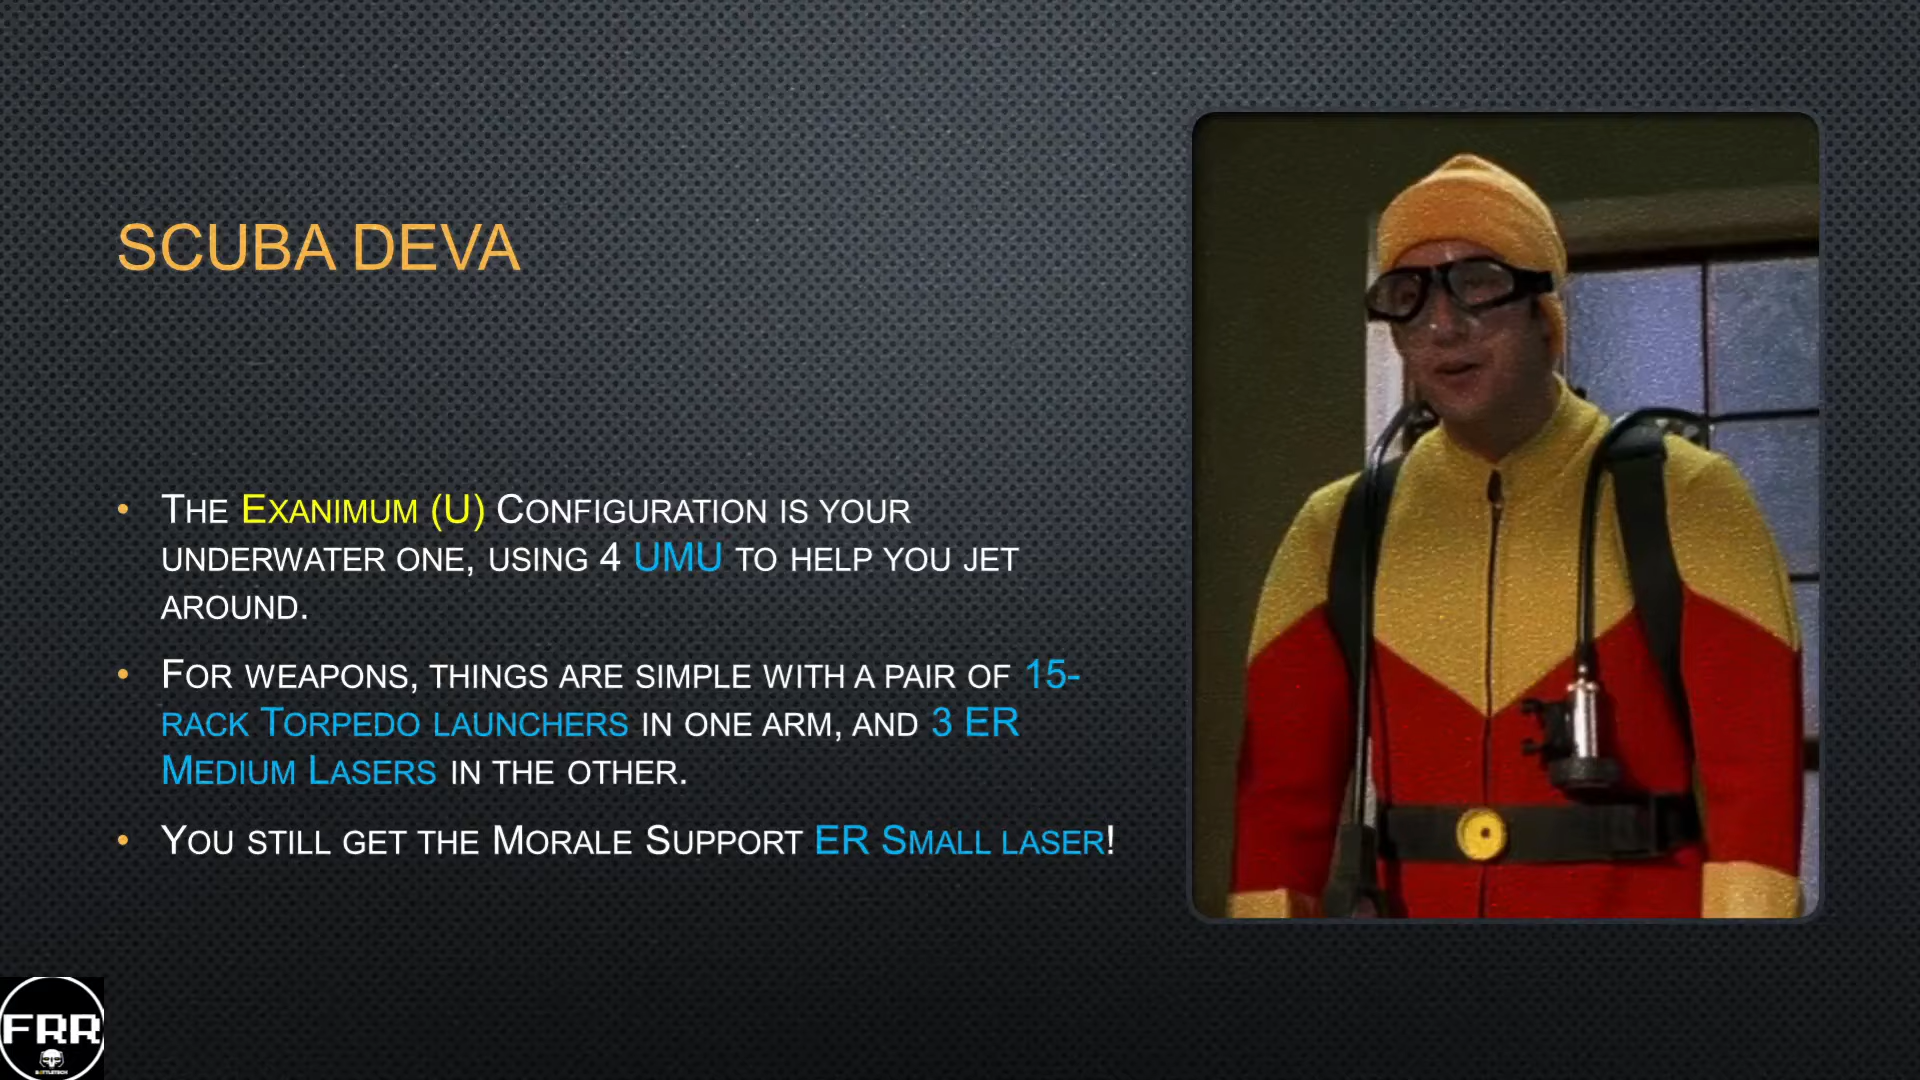 SCUBA DEVA
• THE EXANIMUM (U) CONFIGURATION IS YOUR
UNDERWATER ONE, USING 4 UMU TO HELP YOU JET
AROUND.
• FOR WEAPONS, THINGS ARE SIMPLE WITH A PAIR OF 15-
RACK TORPEDO LAUNCHERS IN ONE ARM, AND 3 ER
MEDIUM LASERS IN THE OTHER.
• YOU STILL GET THE MORALE SUPPORT ER SMALL LASER!
FRR
BATTLETECH